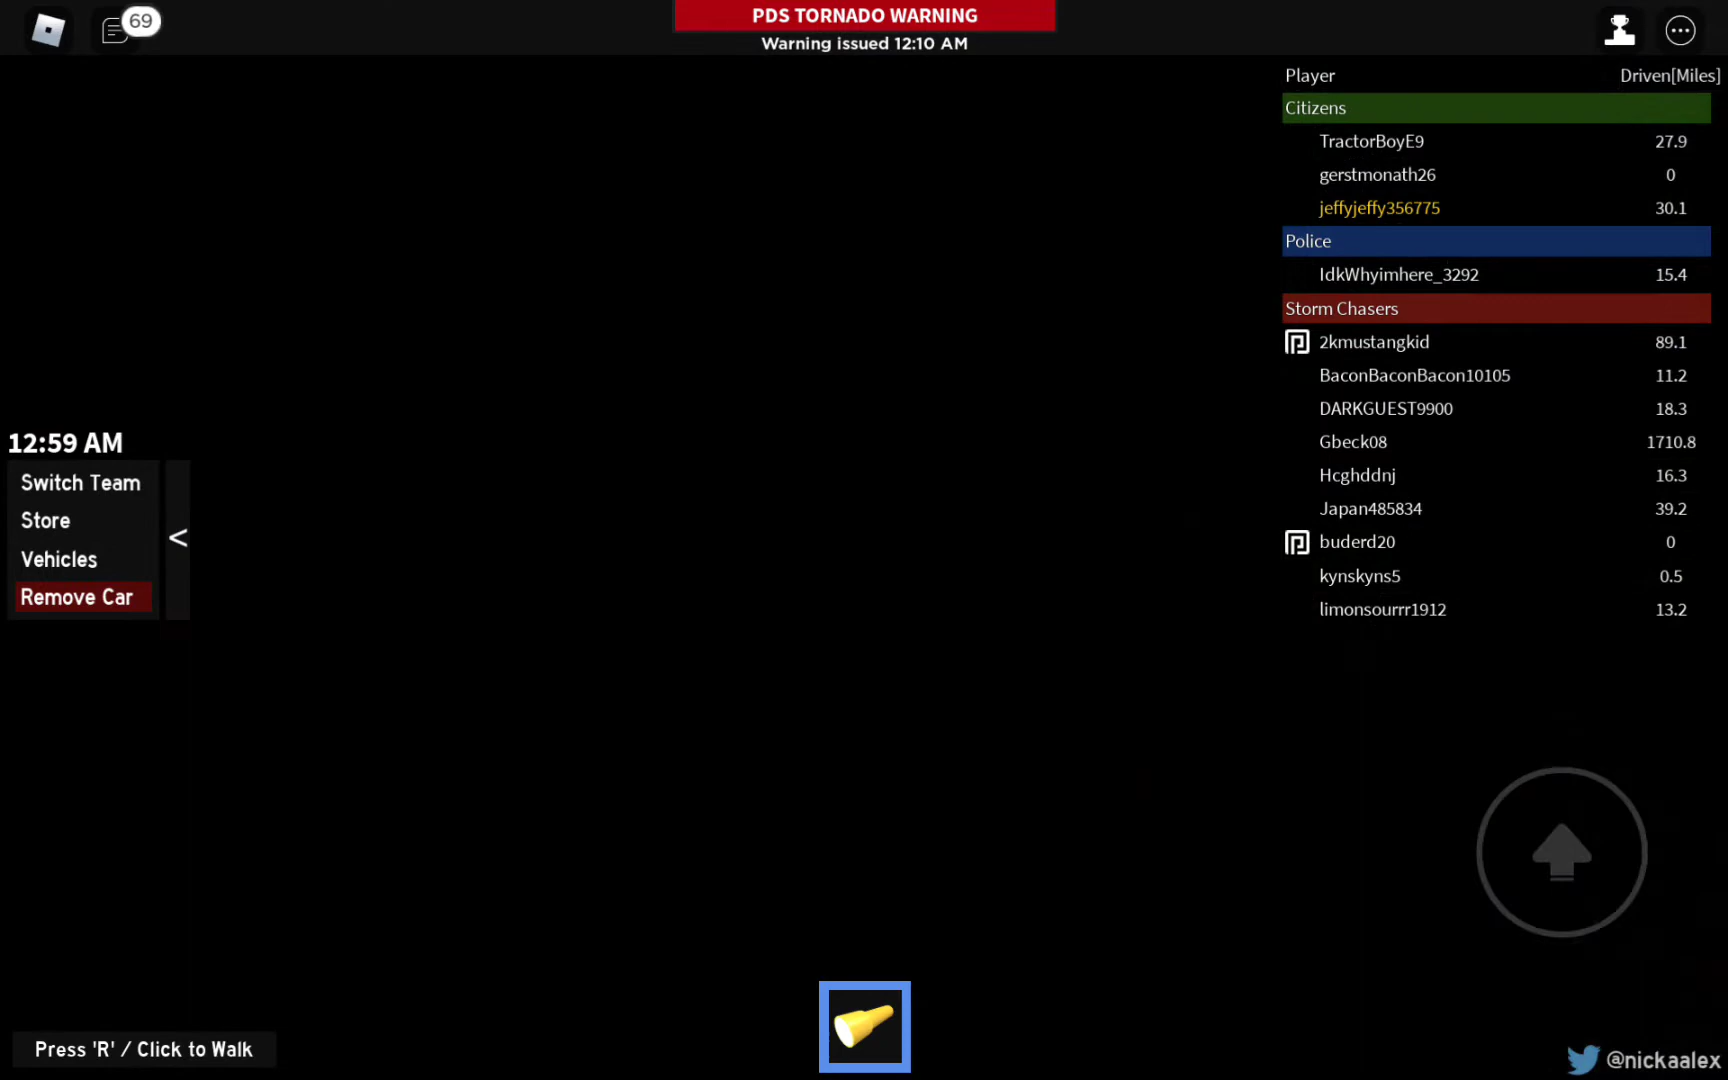 69
PDS TORNADO WARNING
Warning issued 12:10 AM
Player Driven[Miles]
Citizens
TractorBoyE9 27.9
gerstmonath26 0
jeffyjeffy356775 30.1
Police
IdkWhyimhere_3292 15.4
Storm Chasers
2kmustangkid 89.1
BaconBaconBacon10105 11.2
DARKGUEST9900 18.3
Gbeck08 1710.8
Hcghddnj 16.3
Japan485834 39.2
buderd20 0
kynskyns5 0.5
limonsourrr1912 13.2
12:59 AM
Switch Team
Store
<
Vehicles
Remove Car
Press 'R' / Click to Walk
@nickaalex